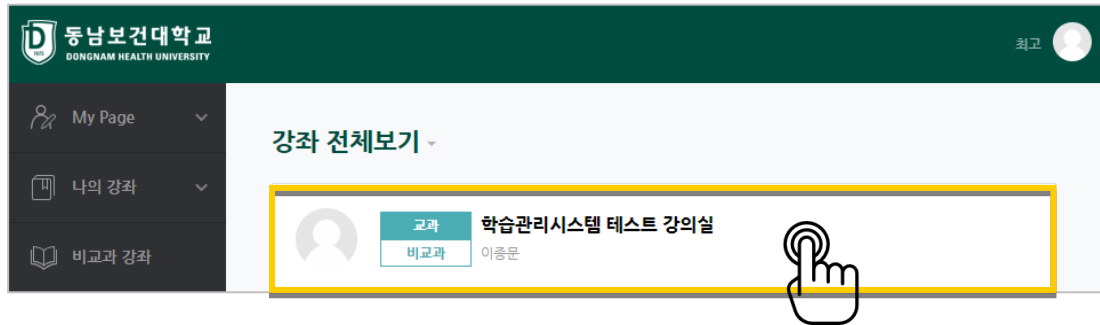 동남보건대학교
DONGNAM HEALTH UNIVERSITY
최고
My Page
나의 강좌
비교과 강좌
강좌 전체보기
교과
비교과
학습관리시스템 테스트 강의실
이종문